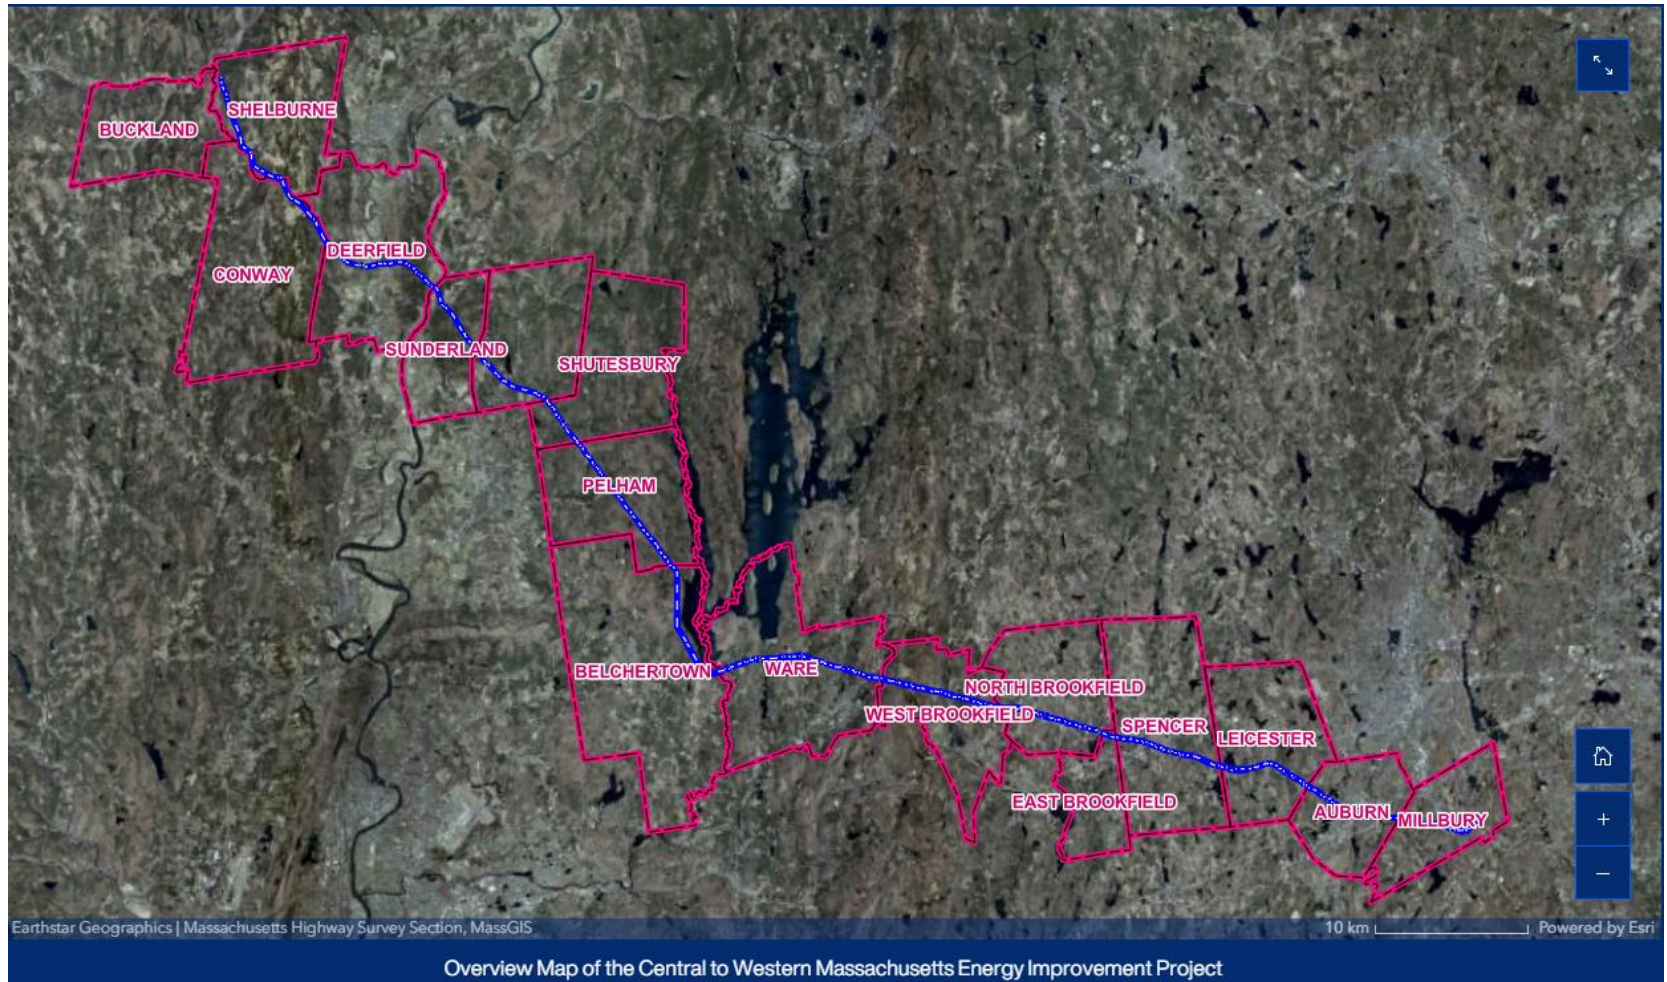 SHELBURNE
BUCKLAND
DEERFIELD
CONWAY
SUNDERLAND
SHUTESBURY
PELHAM
BELCHERTOWN
WARE
NORTH BROOKFIELD
WEST BROOKFIELD
SPENCER
LEICESTER
EAST BROOKFIELD
AUBURN
MILLBURY
+
−
Earthstar Geographics | Massachusetts Highway Survey Section, MassGIS
10 km
Powered by Esri
Overview Map of the Central to Western Massachusetts Energy Improvement Project